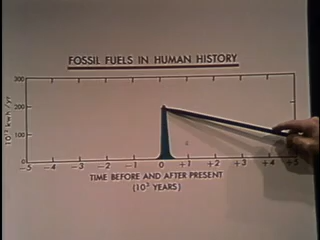 FOSSIL FUELS IN HUMAN HISTORY
300
200
100
0
-5 -4 -3 -2 -1 0 +1 +2 +3 +4 +5
TIME BEFORE AND AFTER PRESENT
(10³ YEARS)